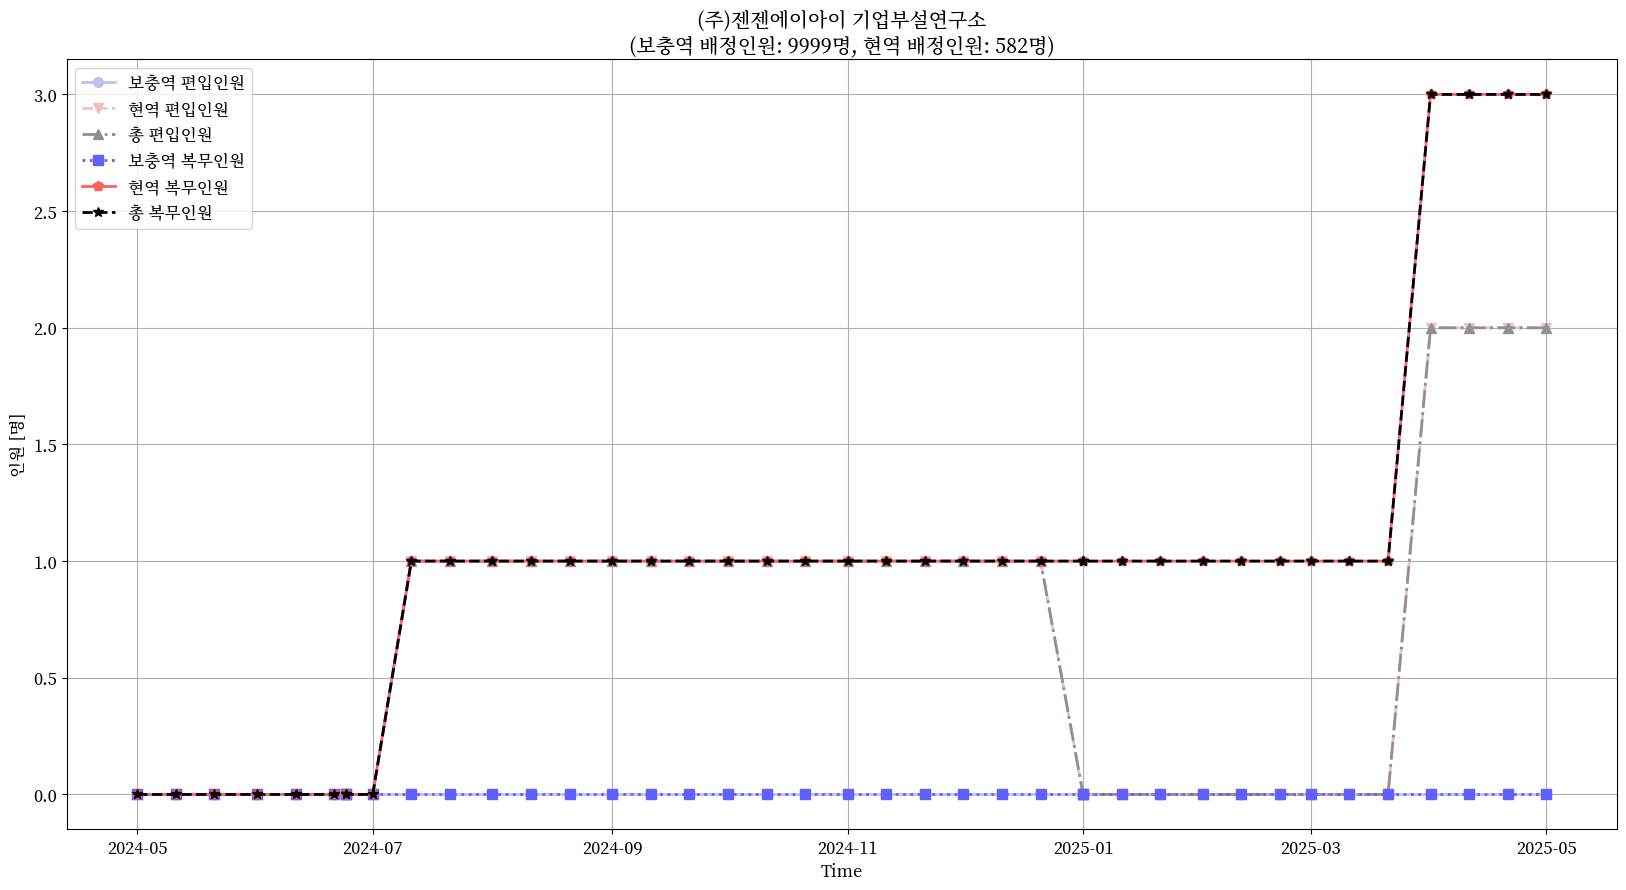 (주)젠젠에이아이 기업부설연구소
(보충역 배정인원: 9999명, 현역 배정인원: 582명)
보충역 편입인원
현역 편입인원
총 편입인원
보충역 복무인원
현역 복무인원
총 복무인원
인원 [명]
3.0
2.5
2.0
1.5
1.0
0.5
0.0
2024-05
2024-07
2024-09
2024-11
2025-01
2025-03
2025-05
Time